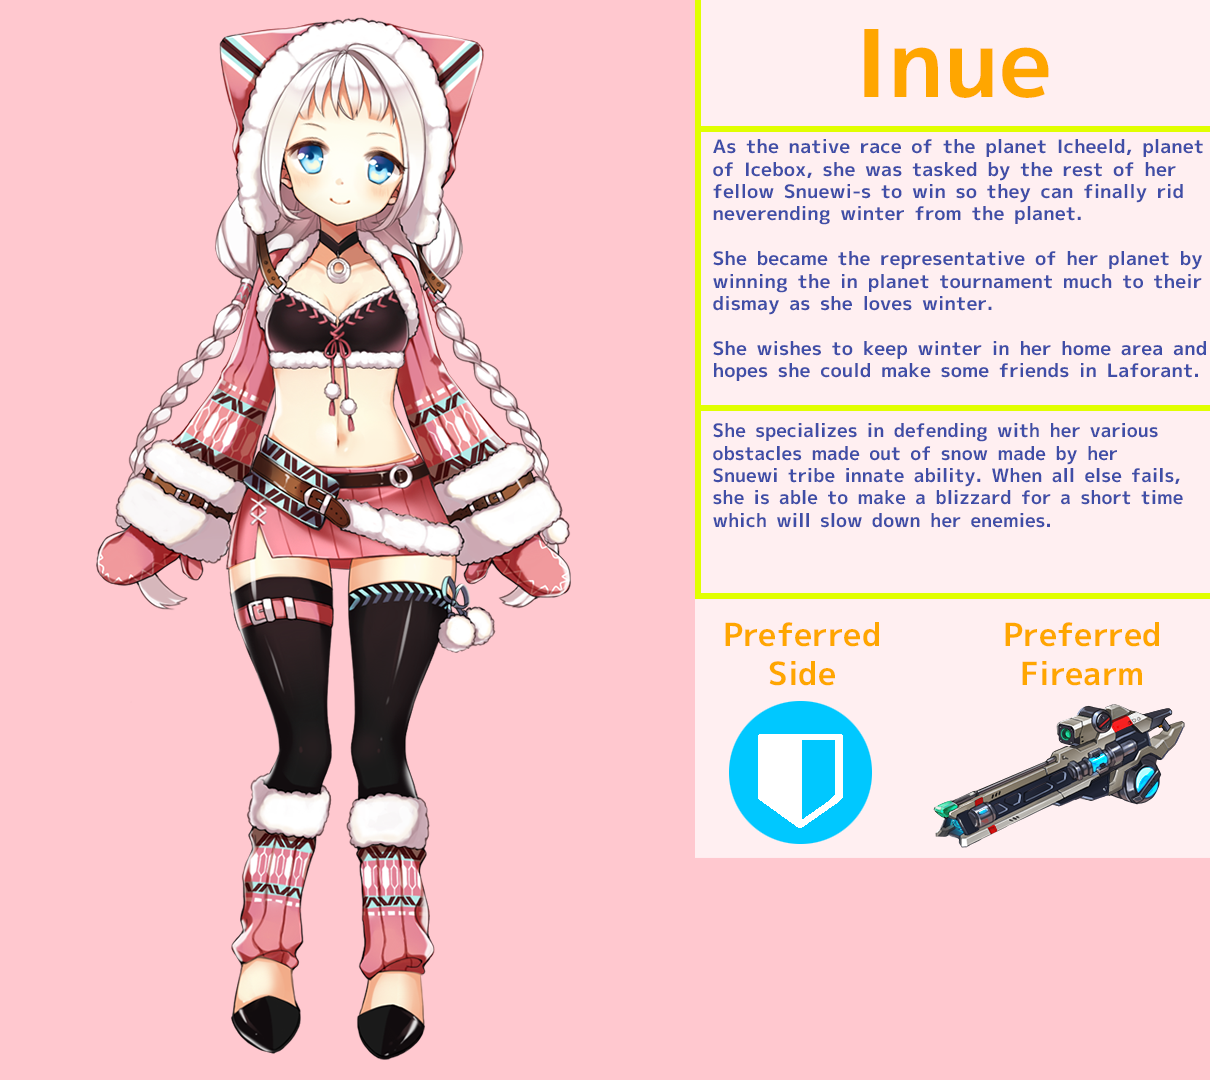 Inue
As the native race of the planet Icheeld, planet
of Icebox, she was tasked by the rest of her
fellow Snuewi-s to win so they can finally rid
neverending winter from the planet.
She became the representative of her planet by
winning the in planet tournament much to their
dismay as she loves winter.
She wishes to keep winter in her home area and
hopes she could make some friends in Laforant.
She specializes in defending with her various
obstacles made out of snow made by her
Snuewi tribe innate ability. When all else fails,
she is able to make a blizzard for a short time
which will slow down her enemies.
Preferred
Side
Preferred
Firearm